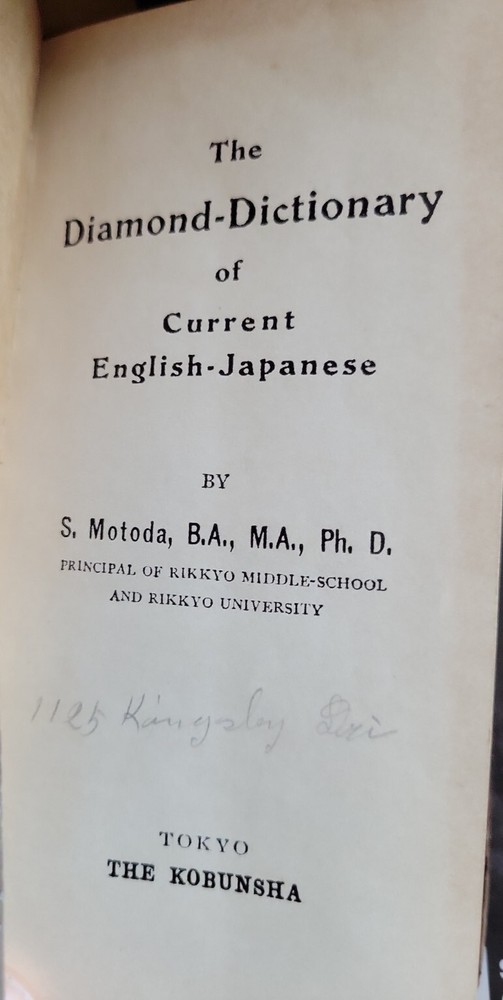 The
Diamond-Dictionary
of
Current
English-Japanese
BY
S. Motoda, B.A., M.A., Ph. D.
PRINCIPAL OF RIKKYO MIDDLE-SCHOOL
AND RIKKYO UNIVERSITY
1125 Kingsley
TOKYO
THE KOBUNSHA